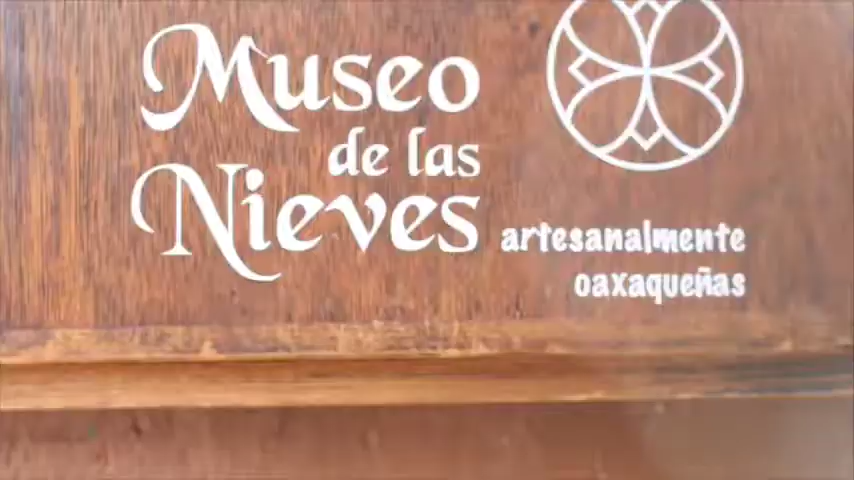 Museo
de las
Nieves
artesanalmente
oaxaqueñas